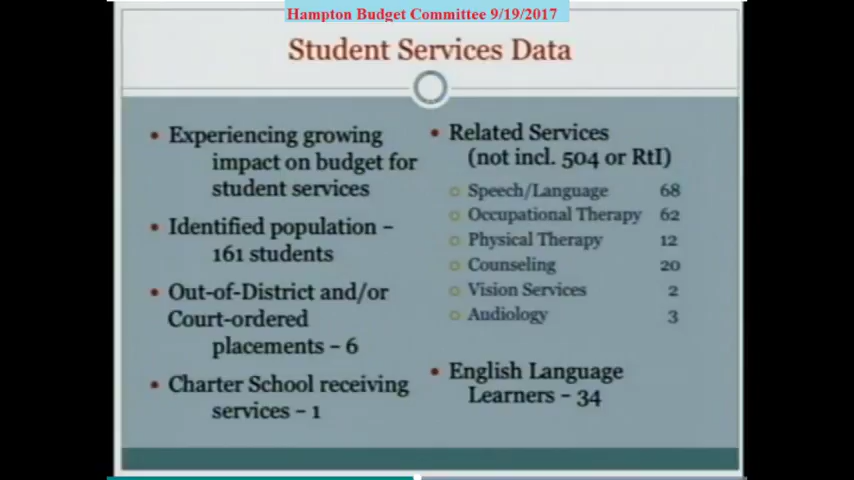 Hampton Budget Committee 9/19/2017
Student Services Data
• Experiencing growing
impact on budget for
student services
• Identified population –
161 students
• Out-of-District and/or
Court-ordered
placements – 6
• Charter School receiving
services – 1
• Related Services
(not incl. 504 or RtI)
Speech/Language 68
Occupational Therapy 62
Physical Therapy 12
Counseling 20
Vision Services 2
Audiology 3
• English Language
Learners – 34